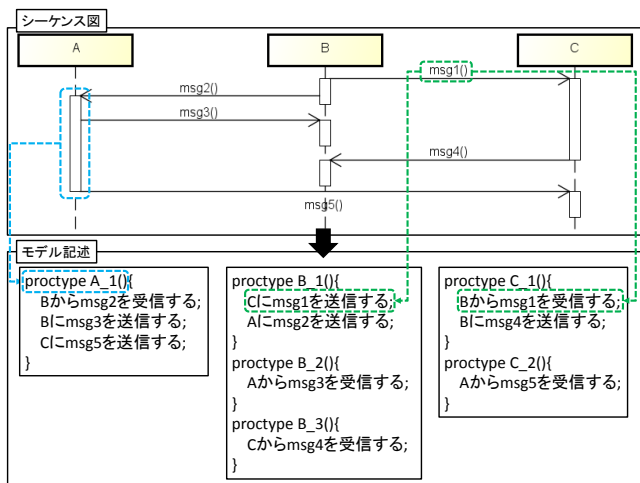 シーケンス図
A
B
C
msg1()
msg2()
msg3()
msg4()
msg5()
モデル記述
proctype A_1(){
Bからmsg2を受信する;
Bにmsg3を送信する;
Cにmsg5を送信する;
}
proctype B_1(){
Cにmsg1を送信する;
Aにmsg2を送信する;
}
proctype B_2(){
Aからmsg3を受信する;
}
proctype B_3(){
Cからmsg4を受信する;
}
proctype C_1(){
Bからmsg1を受信する;
Bにmsg4を送信する;
}
proctype C_2(){
Aからmsg5を受信する;
}